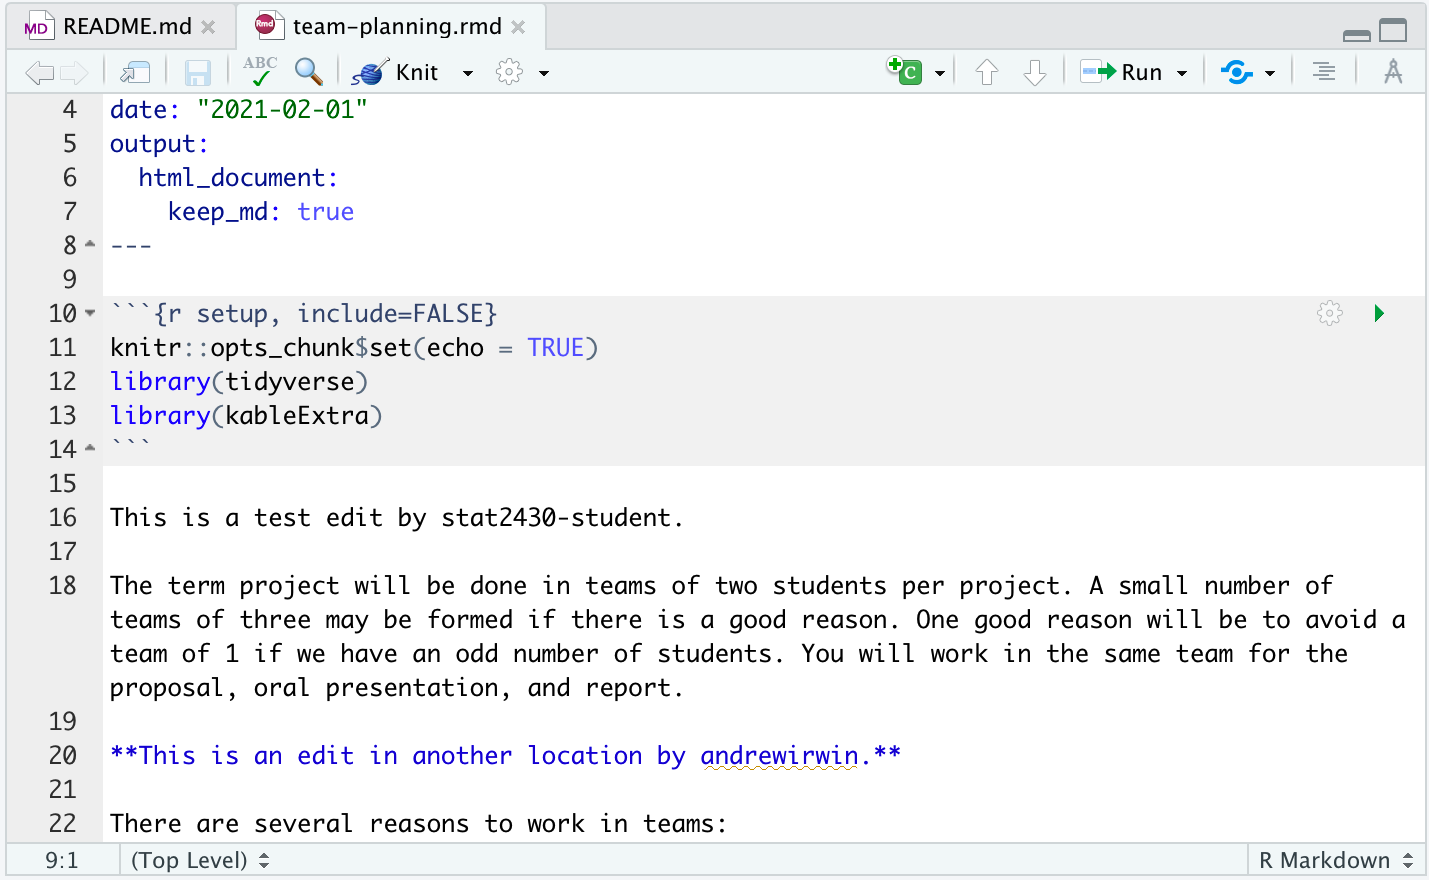 MD README.md
Rmd team-planning.rmd
ABC Knit C Run
4 date: "2021-02-01"
5 output:
6   html_document:
7     keep_md: true
8 ---
9
10 ```{r setup, include=FALSE}
11 knitr::opts_chunk$set(echo = TRUE)
12 library(tidyverse)
13 library(kableExtra)
14 ```
15
16 This is a test edit by stat2430-student.
17
18 The term project will be done in teams of two students per project. A small number of
teams of three may be formed if there is a good reason. One good reason will be to avoid a
team of 1 if we have an odd number of students. You will work in the same team for the
proposal, oral presentation, and report.
19
20 **This is an edit in another location by andrewirwin.**
21
22 There are several reasons to work in teams:
9:1 (Top Level) R Markdown